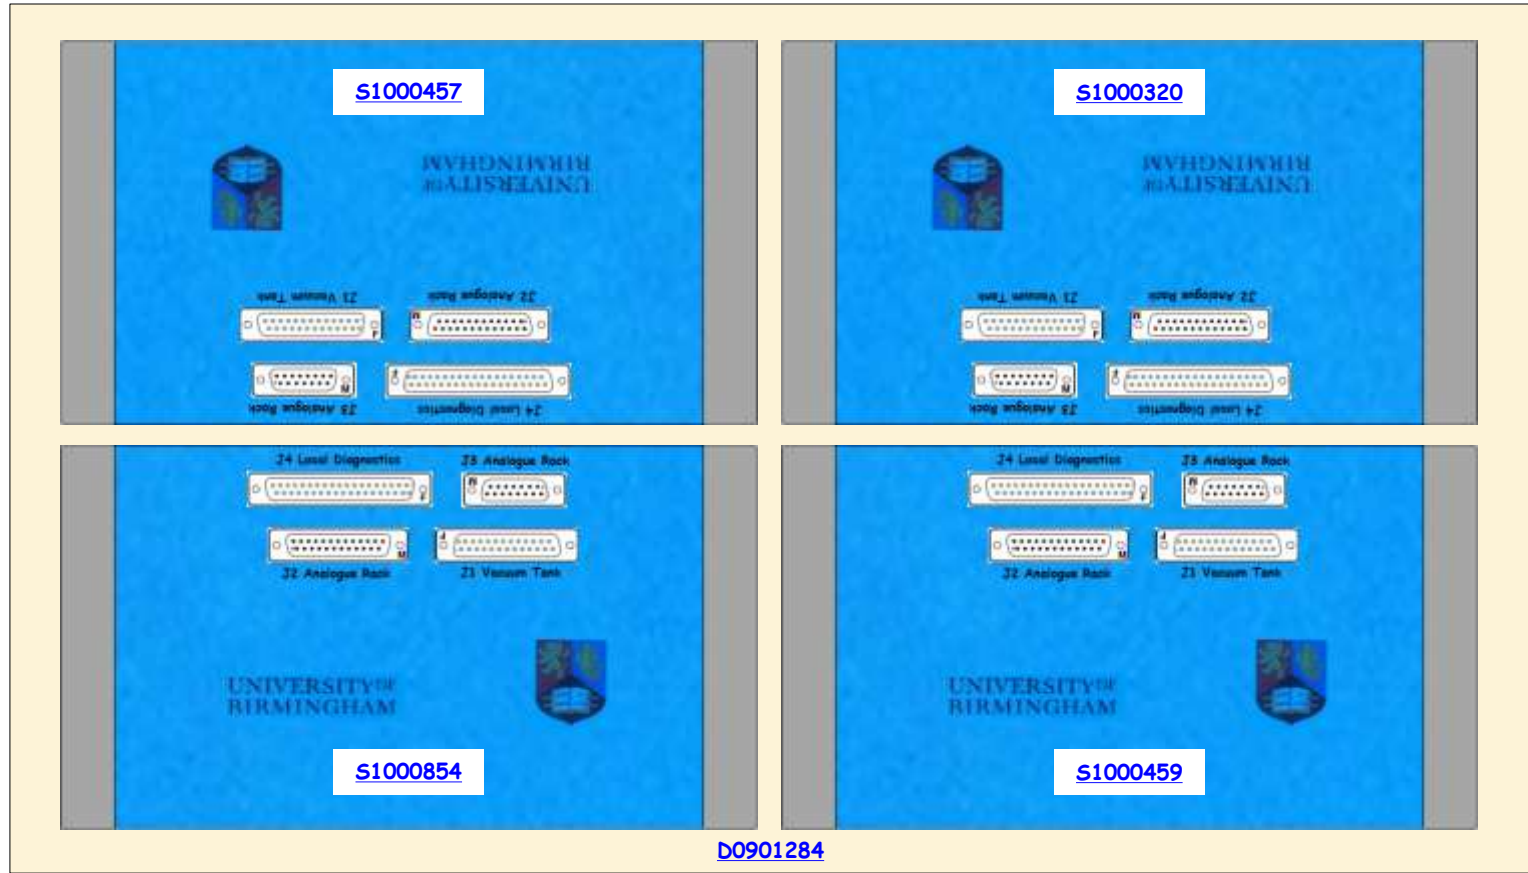 S1000457
S1000320
BIRMINGHAM
UNIVERSITY OF
BIRMINGHAM
UNIVERSITY OF
J1 Vacuum Tank
J2 Analogue Rack
J1 Vacuum Tank
J2 Analogue Rack
F
M
F
M
F
M
F
M
J3 Analogue Rack
J4 Local Diagnostics
J3 Analogue Rack
J4 Local Diagnostics
J4 Local Diagnostics
J3 Analogue Rack
J4 Local Diagnostics
J3 Analogue Rack
F
M
F
M
M
F
M
F
J2 Analogue Rack
J1 Vacuum Tank
J2 Analogue Rack
J1 Vacuum Tank
UNIVERSITY OF
BIRMINGHAM
UNIVERSITY OF
BIRMINGHAM
S1000854
S1000459
D0901284